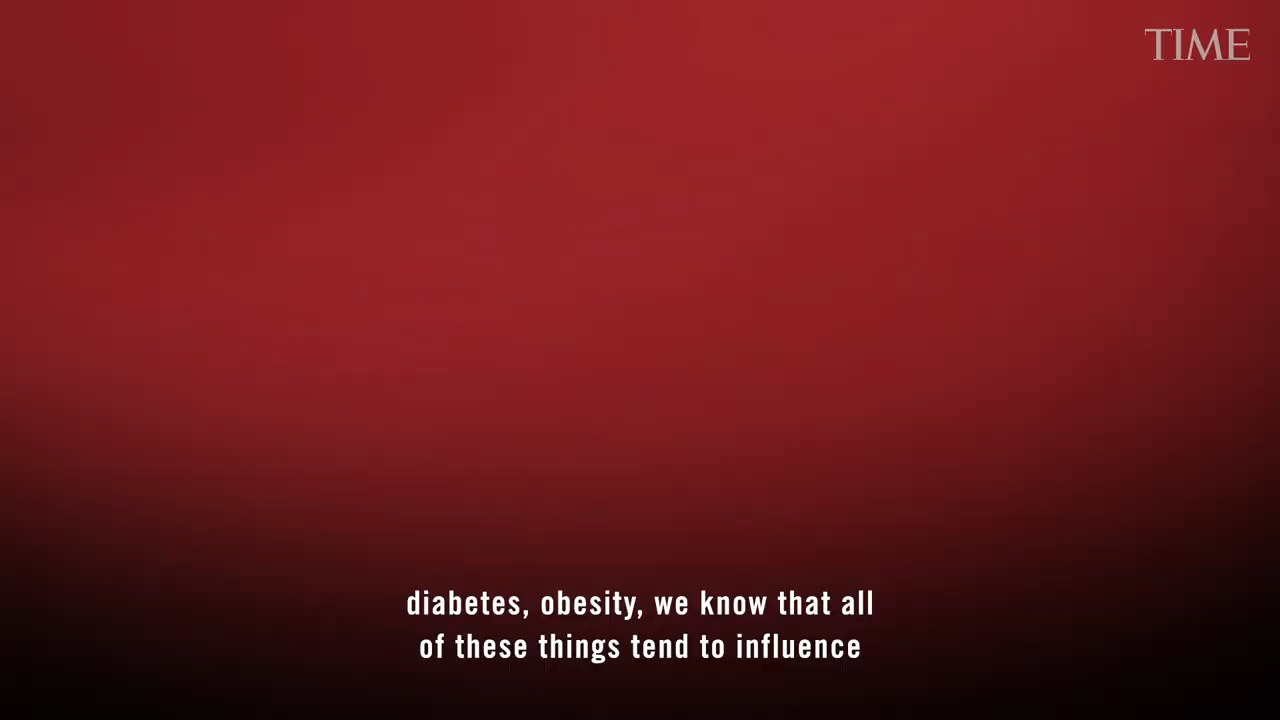 TIME
diabetes, obesity, we know that all
of these things tend to influence